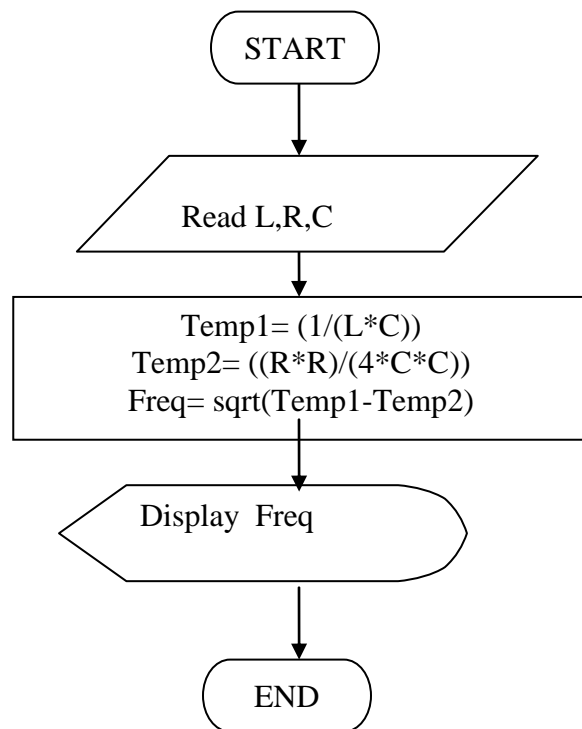 START
Read L,R,C
Temp1= (1/(L*C))
Temp2= ((R*R)/(4*C*C))
Freq= sqrt(Temp1-Temp2)
Display Freq
END